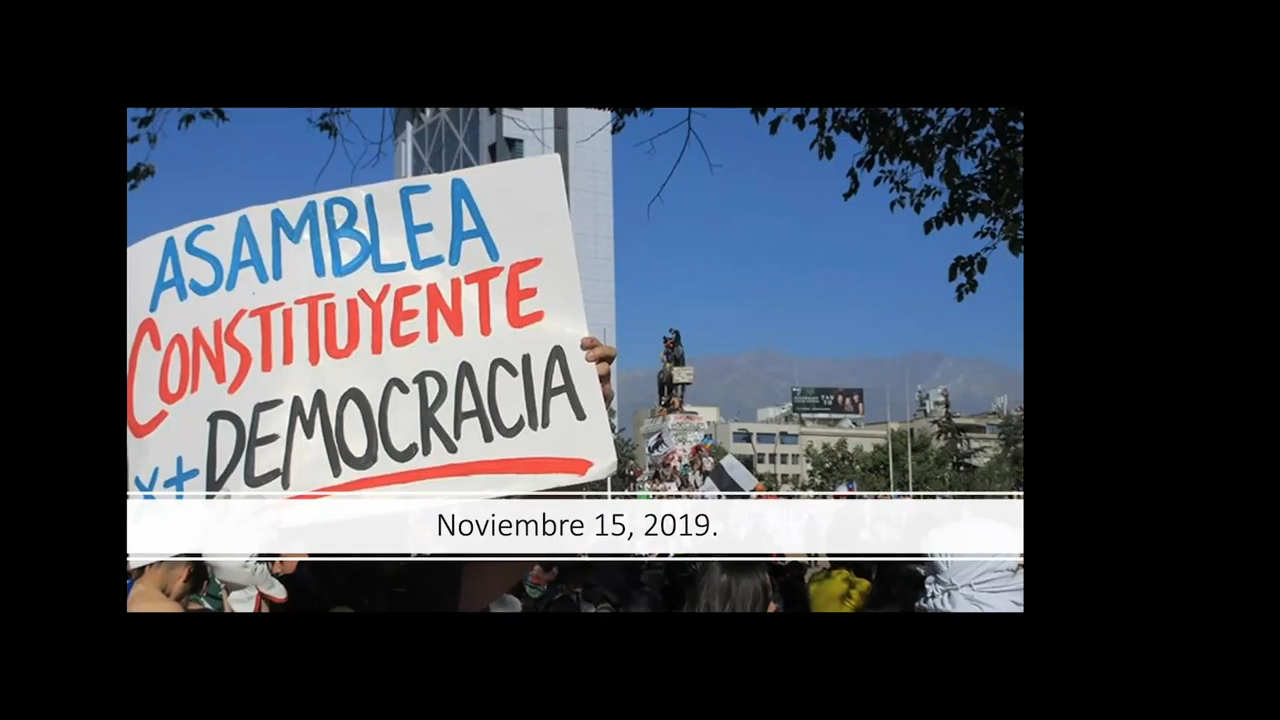 ASAMBLEA
CONSTITUYENTE
x+ DEMOCRACIA
Noviembre 15, 2019.